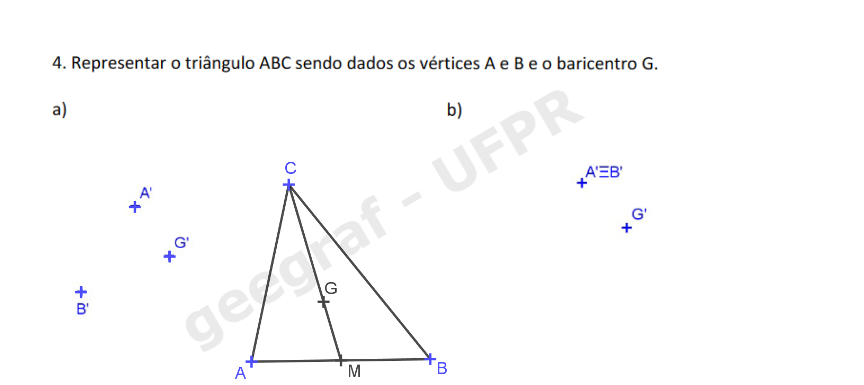 4. Representar o triângulo ABC sendo dados os vértices A e B e o baricentro G.
a)
b)
geegraf - UFPR
C
A'≡B'
A'
G'
G'
G
B'
A
M
B